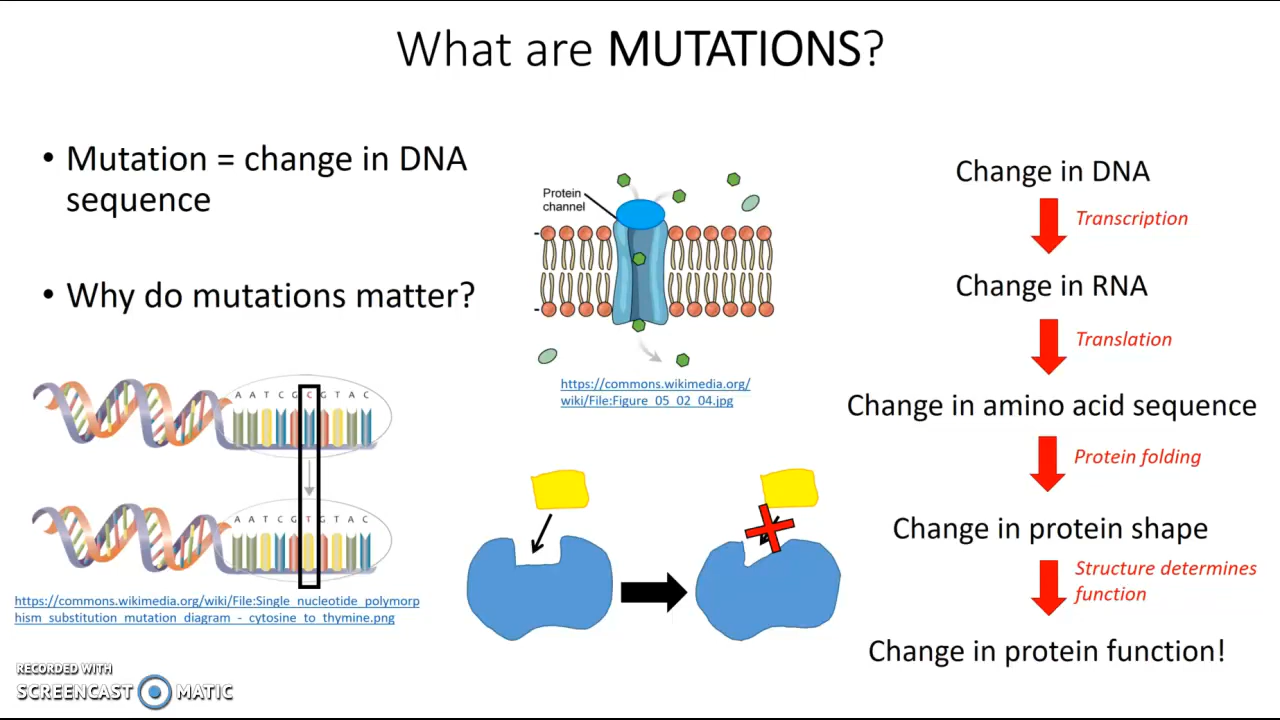 What are MUTATIONS?
• Mutation = change in DNA
sequence
• Why do mutations matter?
A A T C G C G T A C
A A T C G T G T A C
https://commons.wikimedia.org/wiki/File:Single_nucleotide_polymorp
hism_substitution_mutation_diagram_-_cytosine_to_thymine.png
Protein
channel
https://commons.wikimedia.org/
wiki/File:Figure_05_02_04.jpg
Change in DNA
Transcription
Change in RNA
Translation
Change in amino acid sequence
Protein folding
Change in protein shape
Structure determines
function
Change in protein function!
RECORDED WITH
SCREENCAST MATIC